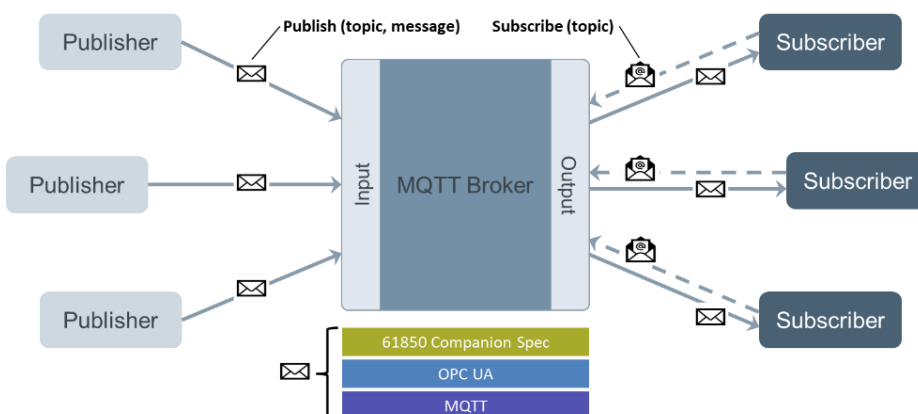 Publish (topic, message)
Subscribe (topic)
Publisher
Subscriber
Publisher
Input
MQTT Broker
Output
Subscriber
Publisher
Subscriber
61850 Companion Spec
OPC UA
MQTT